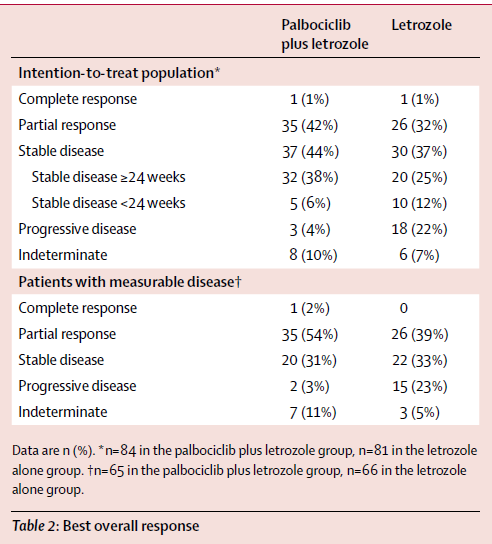 Palbociclib plus letrozole Letrozole
Intention-to-treat population*
Complete response 1 (1%) 1 (1%)
Partial response 35 (42%) 26 (32%)
Stable disease 37 (44%) 30 (37%)
Stable disease ≥24 weeks 32 (38%) 20 (25%)
Stable disease <24 weeks 5 (6%) 10 (12%)
Progressive disease 3 (4%) 18 (22%)
Indeterminate 8 (10%) 6 (7%)
Patients with measurable disease†
Complete response 1 (2%) 0
Partial response 35 (54%) 26 (39%)
Stable disease 20 (31%) 22 (33%)
Progressive disease 2 (3%) 15 (23%)
Indeterminate 7 (11%) 3 (5%)
Data are n (%). *n=84 in the palbociclib plus letrozole group, n=81 in the letrozole
alone group. †n=65 in the palbociclib plus letrozole group, n=66 in the letrozole
alone group.
Table 2: Best overall response